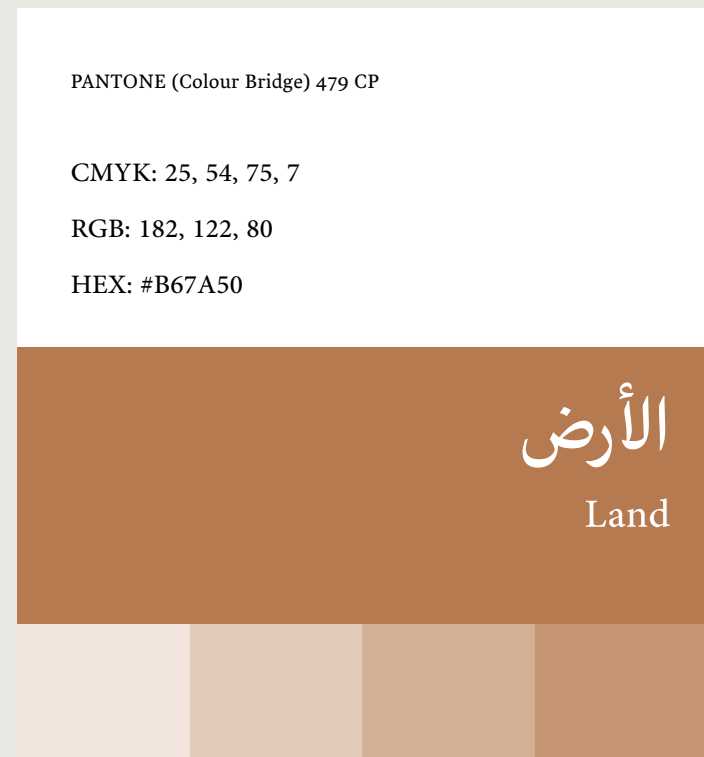 PANTONE (Colour Bridge) 479 CP
CMYK: 25, 54, 75, 7
RGB: 182, 122, 80
HEX: #B67A50
الأرض
Land